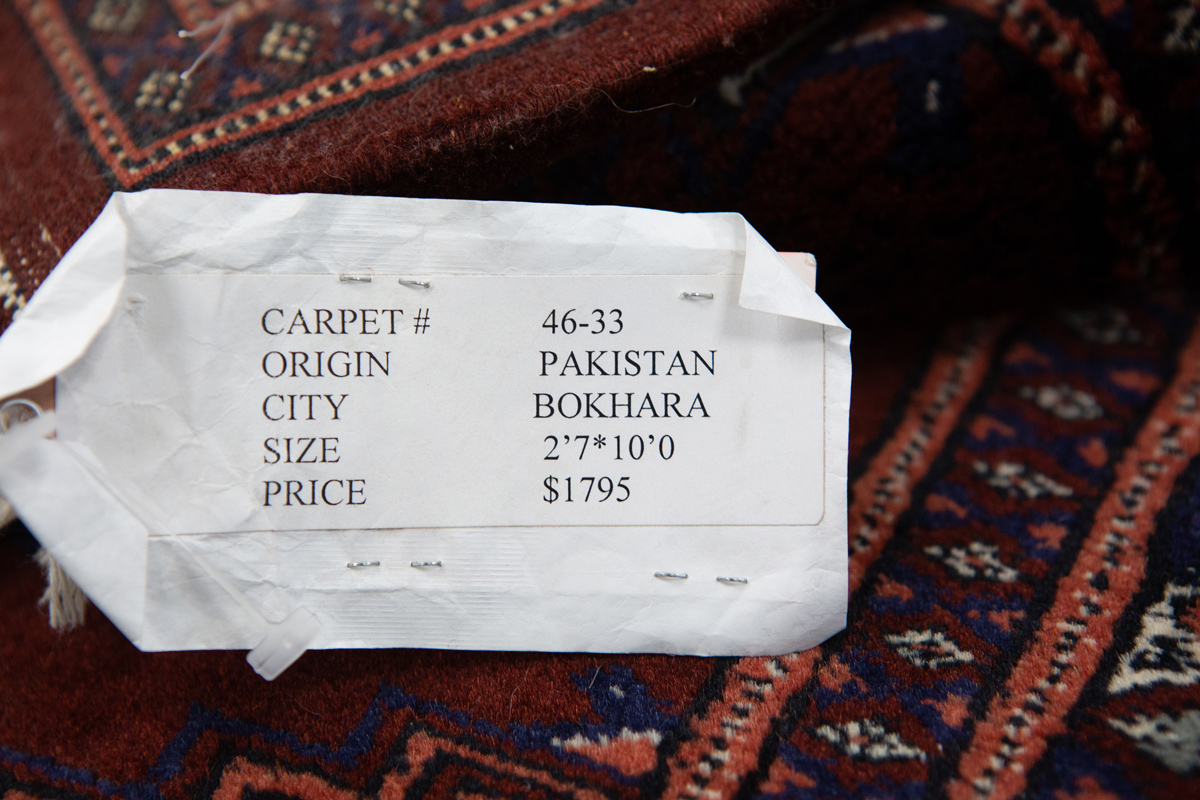 CARPET # 46-33
ORIGIN PAKISTAN
CITY BOKHARA
SIZE 2’7*10’0
PRICE $1795